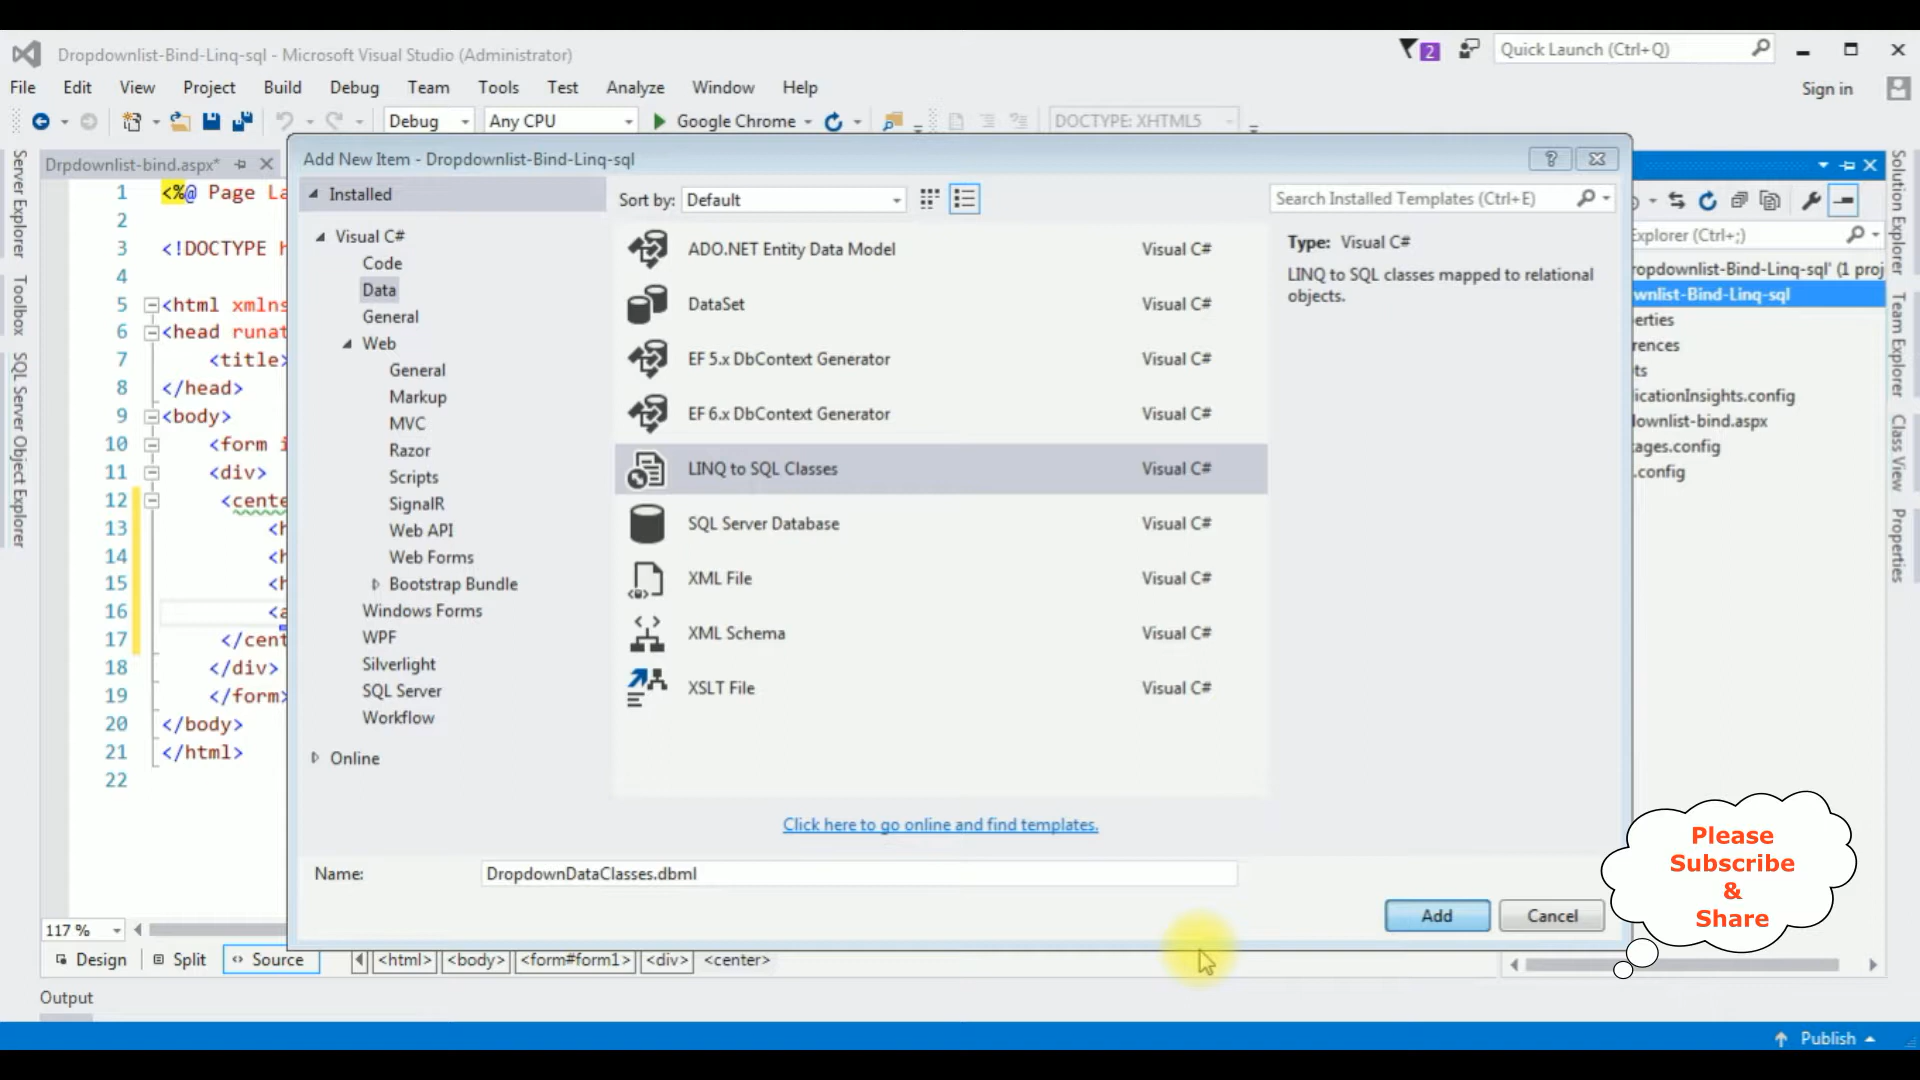 Dropdownlist-Bind-Linq-sql - Microsoft Visual Studio (Administrator)
2
Quick Launch (Ctrl+Q)
File Edit View Project Build Debug Team Tools Test Analyze Window Help
Sign in
Debug
Any CPU
Google Chrome
DOCTYPE: XHTML5
Server Explorer
Toolbox
SQL Server Object Explorer
Drpdownlist-bind.aspx*
1 <%@ Page La
2
3 <!DOCTYPE h
4
5 <html xmlns
6 <head runat
7 <title>
8 </head>
9 <body>
10 <form i
11 <div>
12 <cente
13 <h
14 <h
15 <h
16 <a
17 </cent
18 </div>
19 </form>
20 </body>
21 </html>
22
Add New Item - Dropdownlist-Bind-Linq-sql
?
Installed
Visual C#
Code
Data
General
Web
General
Markup
MVC
Razor
Scripts
SignalR
Web API
Web Forms
Bootstrap Bundle
Windows Forms
WPF
Silverlight
SQL Server
Workflow
Online
Sort by: Default
Search Installed Templates (Ctrl+E)
ADO.NET Entity Data Model Visual C#
DataSet Visual C#
EF 5.x DbContext Generator Visual C#
EF 6.x DbContext Generator Visual C#
LINQ to SQL Classes Visual C#
SQL Server Database Visual C#
XML File Visual C#
XML Schema Visual C#
XSLT File Visual C#
Type: Visual C#
LINQ to SQL classes mapped to relational
objects.
Click here to go online and find templates.
Name: DropdownDataClasses.dbml
Add
Cancel
Explorer (Ctrl+;)
ropdownlist-Bind-Linq-sql' (1 proj
wnlist-Bind-Linq-sql
erties
rences
ts
icationInsights.config
lownlist-bind.aspx
tages.config
.config
Solution Explorer
Team Explorer
Class View
Properties
Please
Subscribe
&
Share
117 %
Design Split Source
<html> <body> <form#form1> <div> <center>
Output
Publish